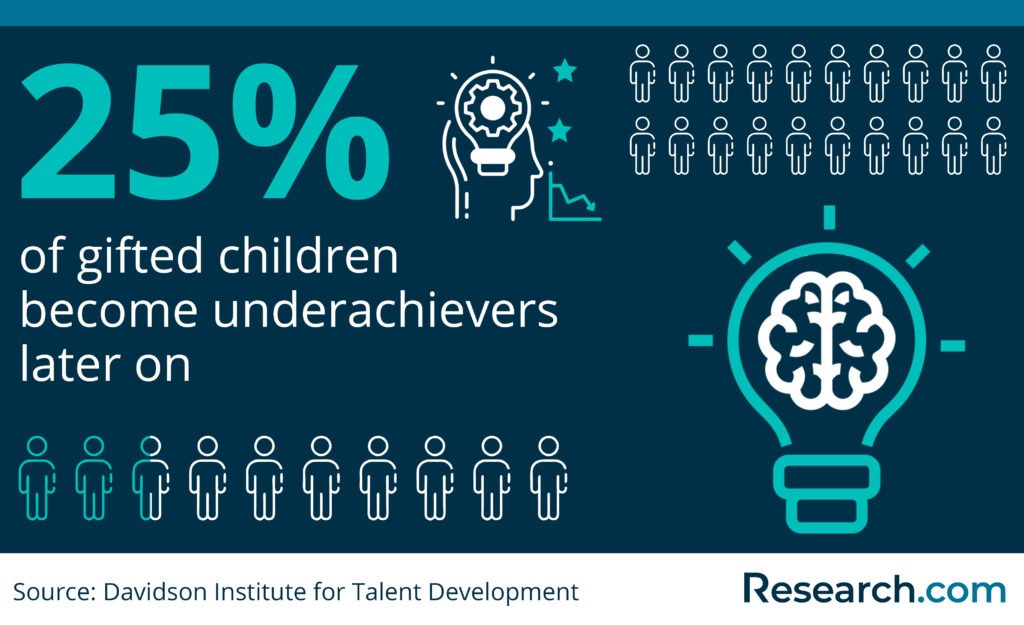 25%
of gifted children
become underachievers
later on
Source: Davidson Institute for Talent Development
Research.com